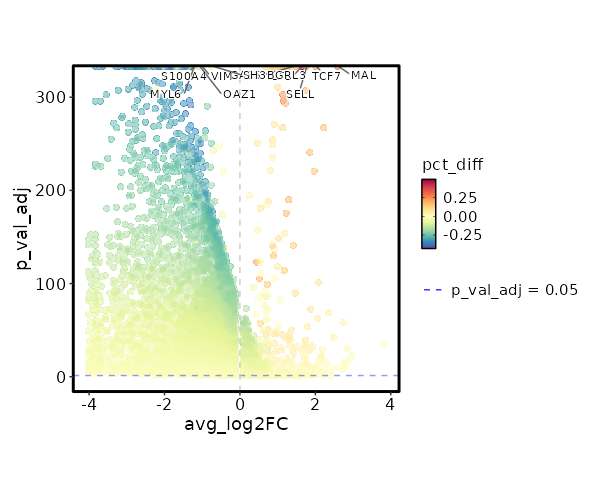 S100A4 VIM SH3BGRL3 TCF7 MAL
MYL6 OAZ1 SELL
300
200
100
0
p_val_adj
-4 -2 0 2 4
avg_log2FC
pct_diff
0.25
0.00
-0.25
p_val_adj = 0.05